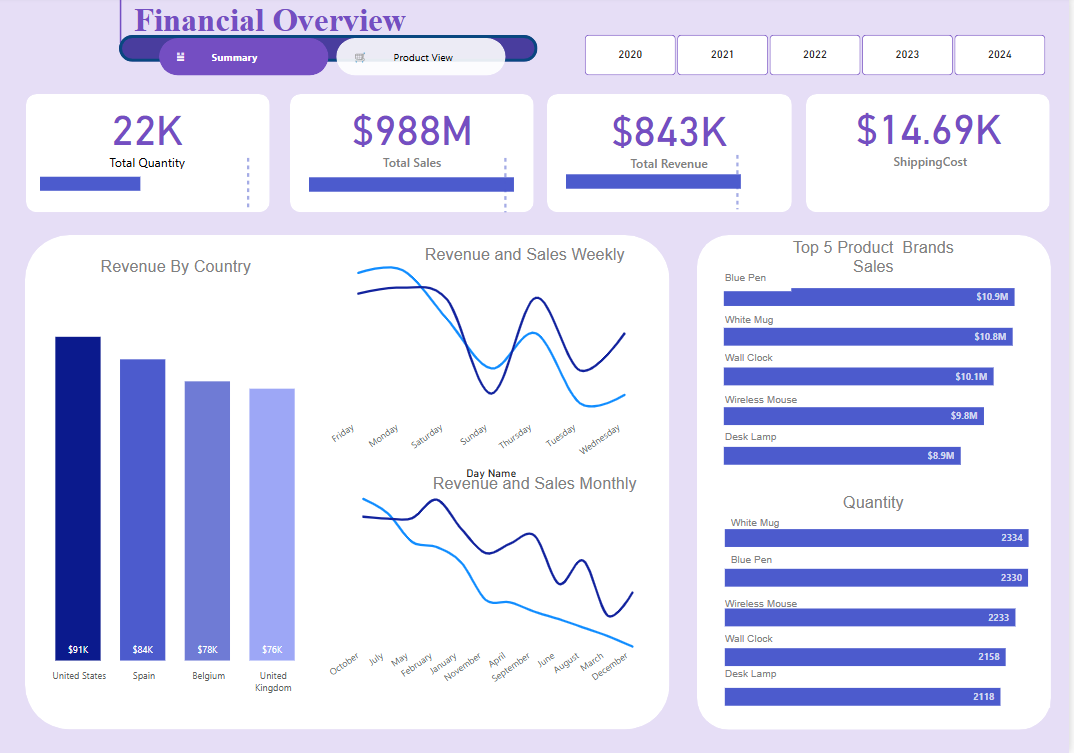 Financial Overview
Summary
Product View
2020
2021
2022
2023
2024
22K
Total Quantity
$988M
Total Sales
$843K
Total Revenue
$14.69K
ShippingCost
Revenue By Country
$91K
$84K
$78K
$76K
United States
Spain
Belgium
United
Kingdom
Revenue and Sales Weekly
Friday
Monday
Saturday
Sunday
Thursday
Tuesday
Wednesday
Day Name
Revenue and Sales Monthly
October
July
May
February
January
November
April
September
June
August
March
December
Top 5 Product Brands
Sales
Blue Pen
$10.9M
White Mug
$10.8M
Wall Clock
$10.1M
Wireless Mouse
$9.8M
Desk Lamp
$8.9M
Quantity
White Mug
2334
Blue Pen
2330
Wireless Mouse
2233
Wall Clock
2158
Desk Lamp
2118